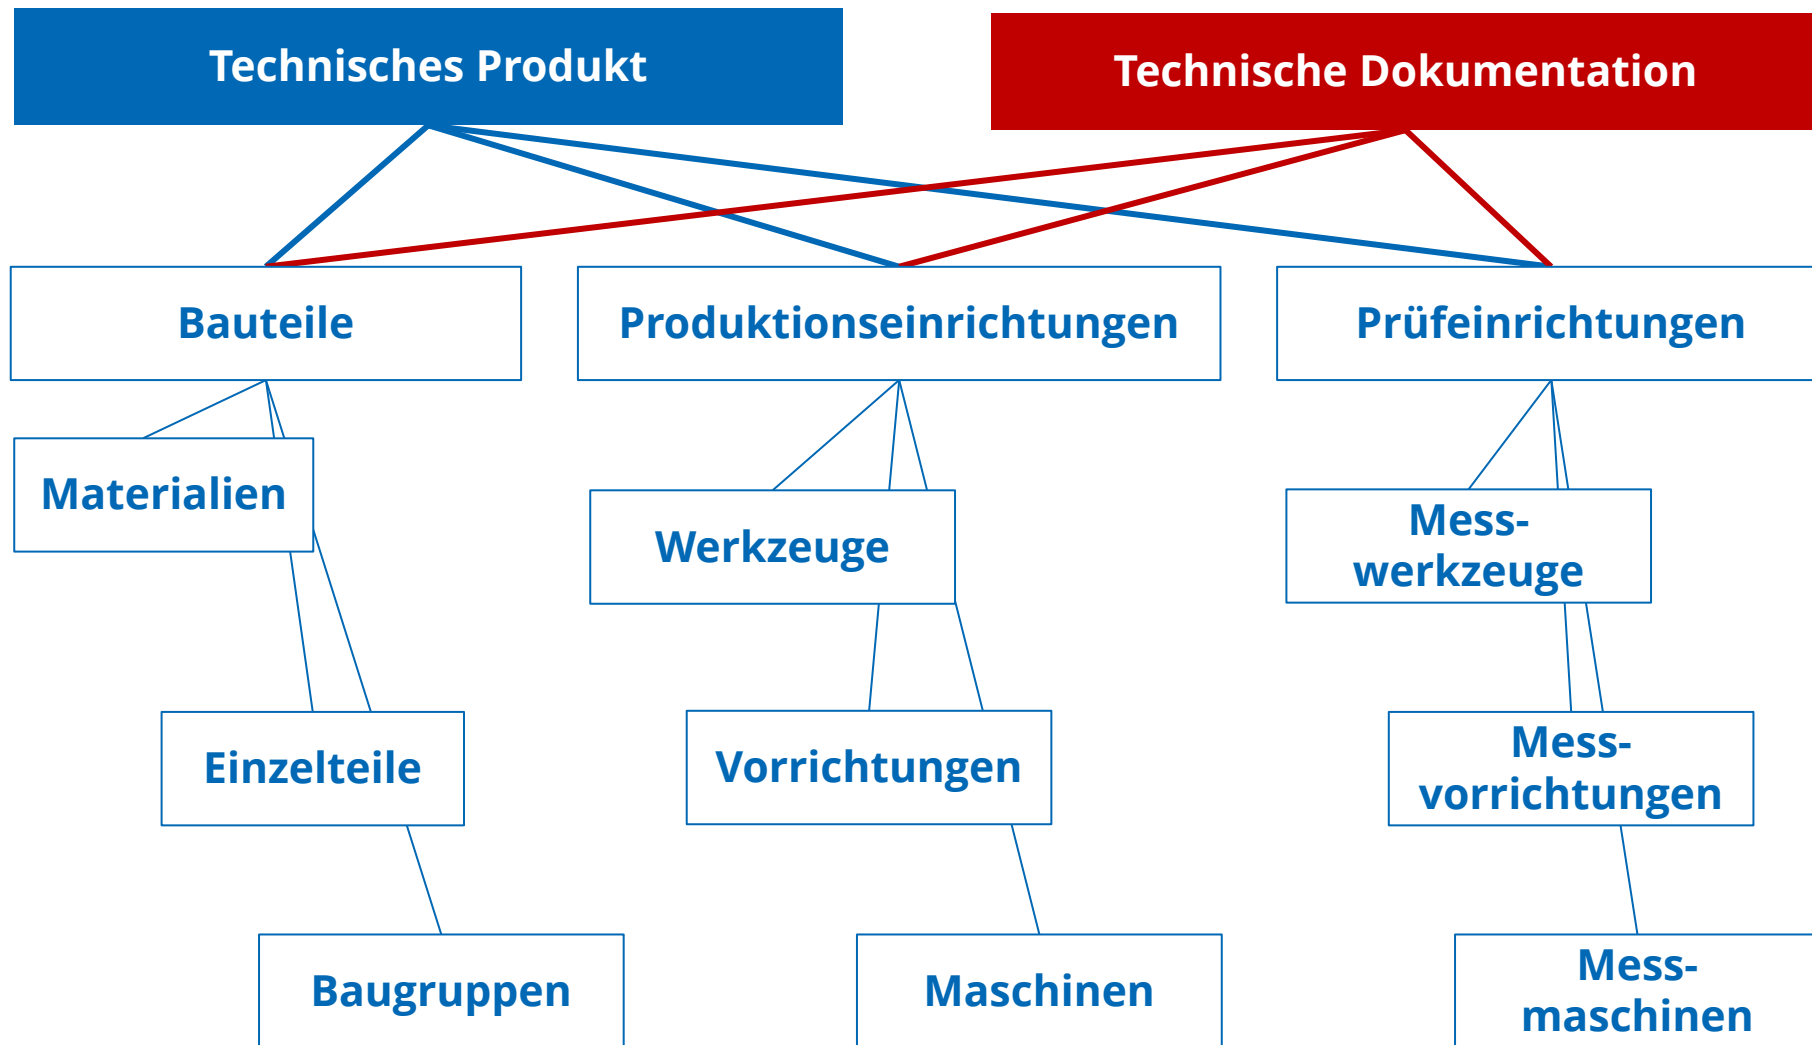 Technisches Produkt
Technische Dokumentation
Bauteile
Produktionseinrichtungen
Prüfeinrichtungen
Materialien
Werkzeuge
Mess-
werkzeuge
Einzelteile
Vorrichtungen
Mess-
vorrichtungen
Baugruppen
Maschinen
Mess-
maschinen